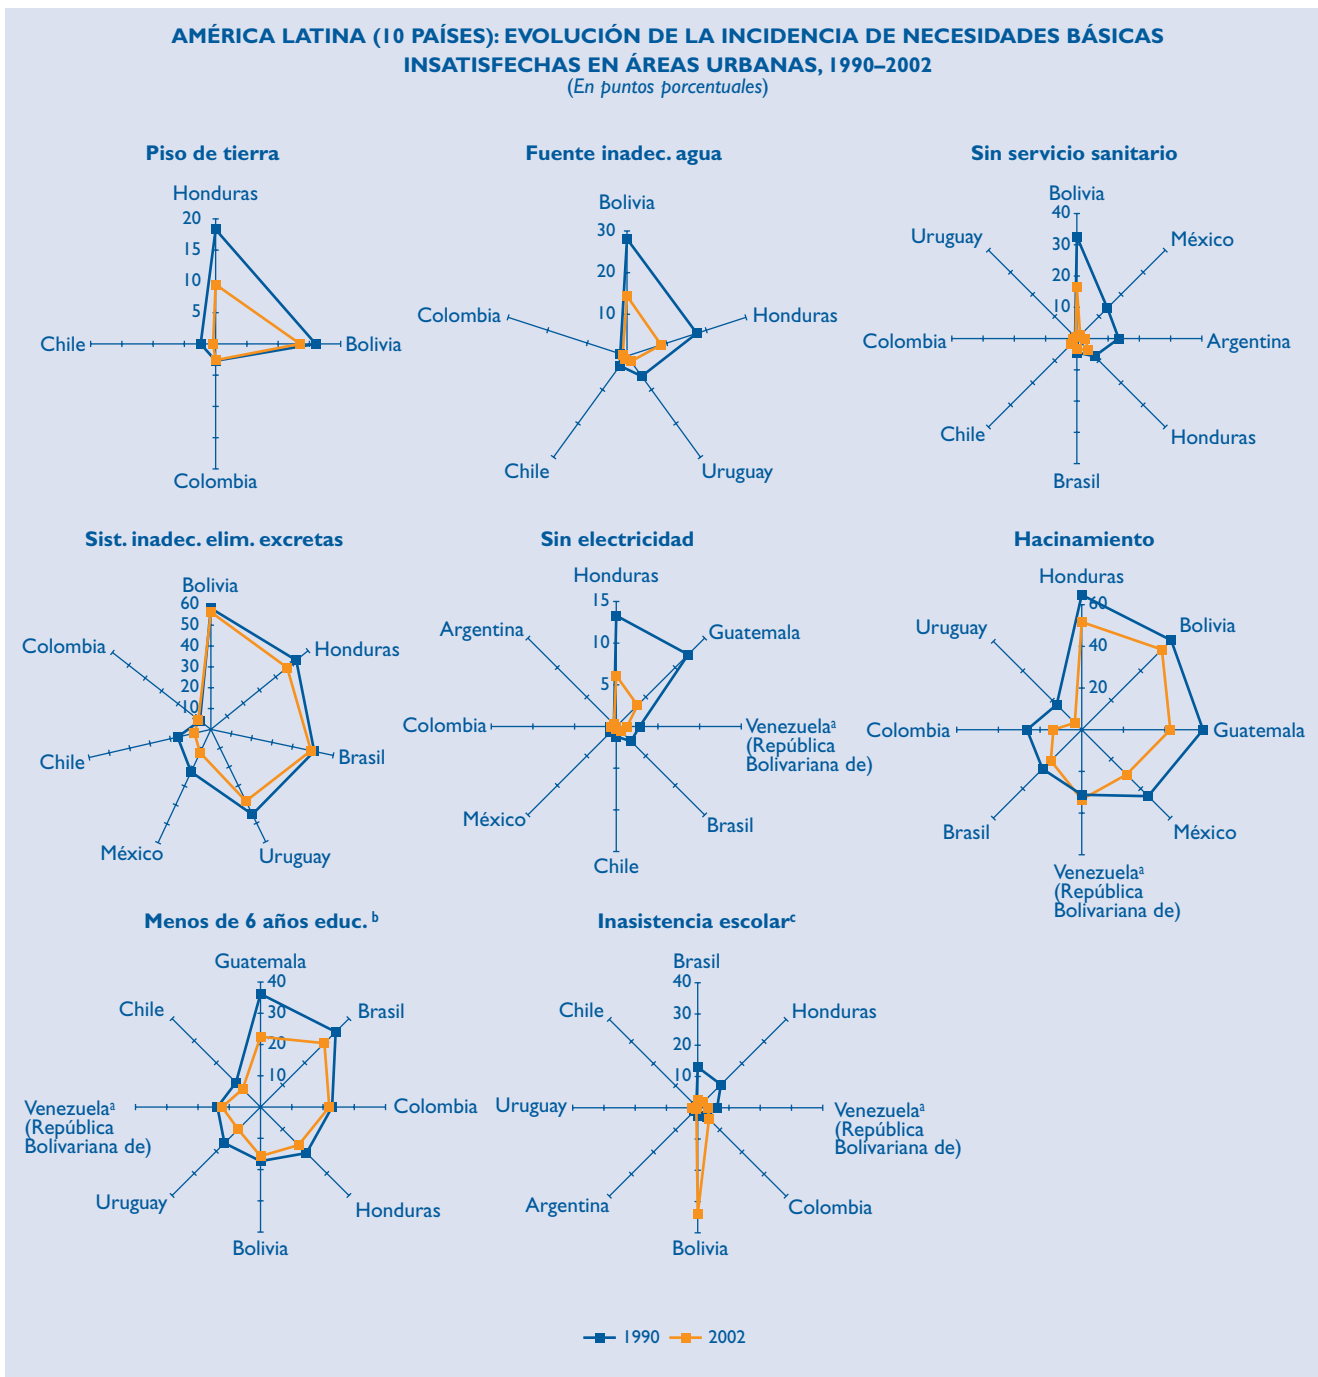 AMÉRICA LATINA (10 PAÍSES): EVOLUCIÓN DE LA INCIDENCIA DE NECESIDADES BÁSICAS
INSATISFECHAS EN ÁREAS URBANAS, 1990–2002
(En puntos porcentuales)
Piso de tierra
Honduras
20
15
10
5
Chile
Bolivia
Colombia
Fuente inadec. agua
Bolivia
30
20
10
Colombia
Honduras
Chile
Uruguay
Sin servicio sanitario
Bolivia
40
30
20
10
Uruguay
México
Colombia
Argentina
Chile
Honduras
Brasil
Sist. inadec. elim. excretas
Bolivia
60
50
40
30
20
10
Colombia
Honduras
Chile
Brasil
México
Uruguay
Sin electricidad
Honduras
15
10
5
Argentina
Guatemala
Colombia
Venezuelaᵃ
(República
Bolivariana de)
México
Brasil
Chile
Hacinamiento
Honduras
60
40
20
Uruguay
Bolivia
Colombia
Guatemala
Brasil
México
Venezuelaᵃ
(República
Bolivariana de)
Menos de 6 años educ. ᵇ
Guatemala
40
30
20
10
Chile
Brasil
Venezuelaᵃ
(República
Bolivariana de)
Colombia
Uruguay
Honduras
Bolivia
Inasistencia escolarᶜ
Brasil
40
30
20
10
Chile
Honduras
Uruguay
Venezuelaᵃ
(República
Bolivariana de)
Argentina
Colombia
Bolivia
1990 2002